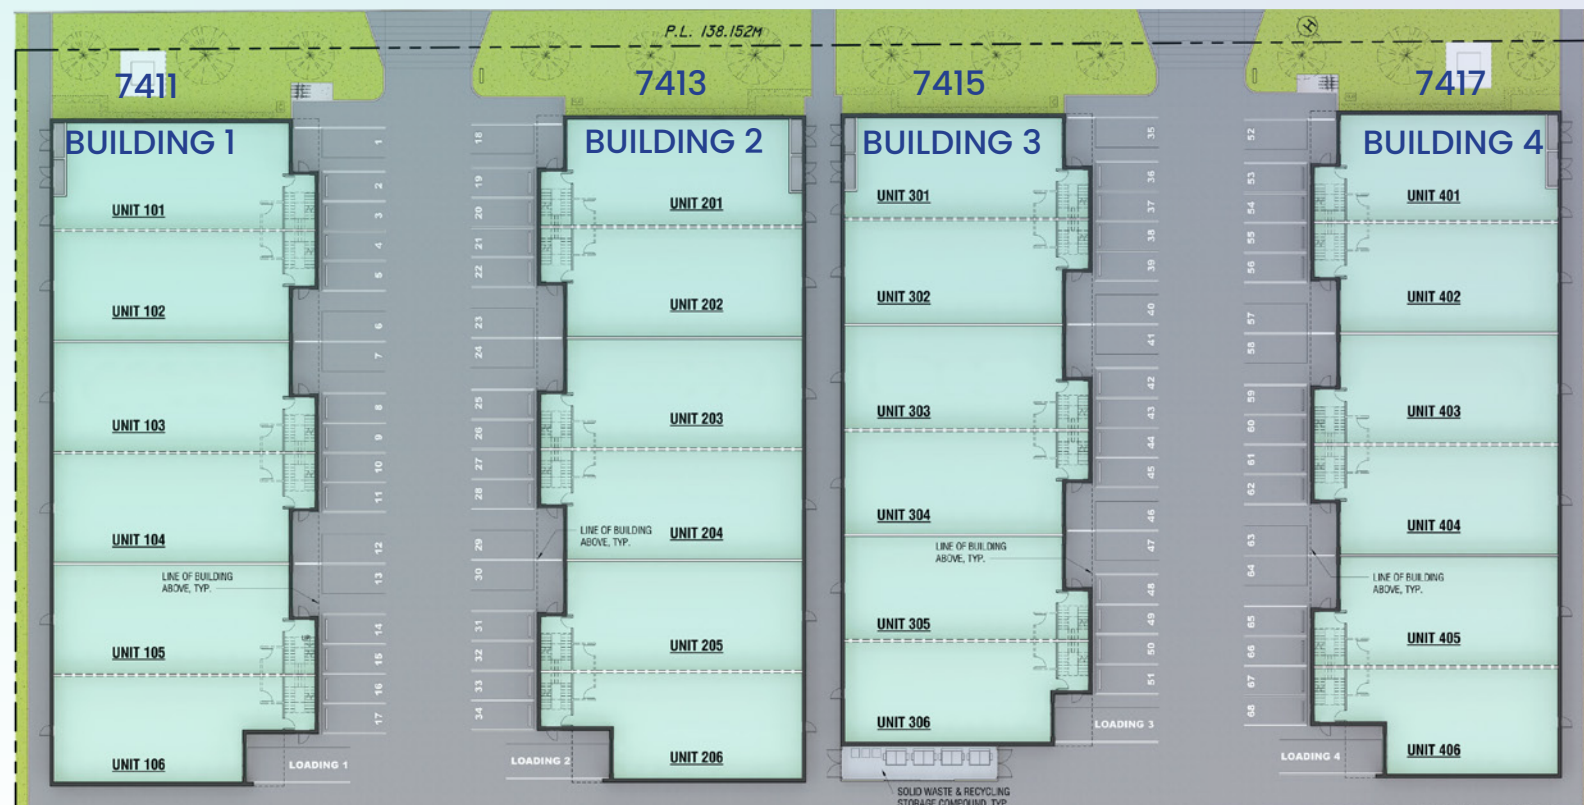 P.L. 138.152M
7411
7413
7415
7417
BUILDING 1
BUILDING 2
BUILDING 3
BUILDING 4
UNIT 101
UNIT 102
UNIT 103
UNIT 104
LINE OF BUILDING
ABOVE, TYP.
UNIT 105
UNIT 106
1
2
3
4
5
6
7
8
9
10
11
12
13
14
15
16
17
LOADING 1
18
19
20
21
22
23
24
25
26
27
28
29
30
31
32
33
34
LOADING 2
UNIT 201
UNIT 202
UNIT 203
LINE OF BUILDING
ABOVE, TYP.
UNIT 204
UNIT 205
UNIT 206
UNIT 301
UNIT 302
UNIT 303
UNIT 304
LINE OF BUILDING
ABOVE, TYP.
UNIT 305
UNIT 306
SOLID WASTE & RECYCLING
STORAGE COMPOUND, TYP.
35
36
37
38
39
40
41
42
43
44
45
46
47
48
49
50
51
LOADING 3
52
53
54
55
56
57
58
59
60
61
62
63
64
65
66
67
68
LOADING 4
H
UNIT 401
UNIT 402
UNIT 403
UNIT 404
LINE OF BUILDING
ABOVE, TYP.
UNIT 405
UNIT 406